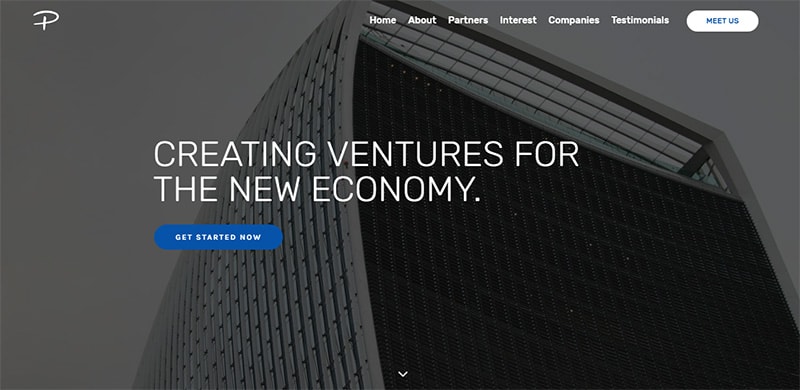 P
Home About Partners Interest Companies Testimonials MEET US
CREATING VENTURES FOR
THE NEW ECONOMY.
GET STARTED NOW